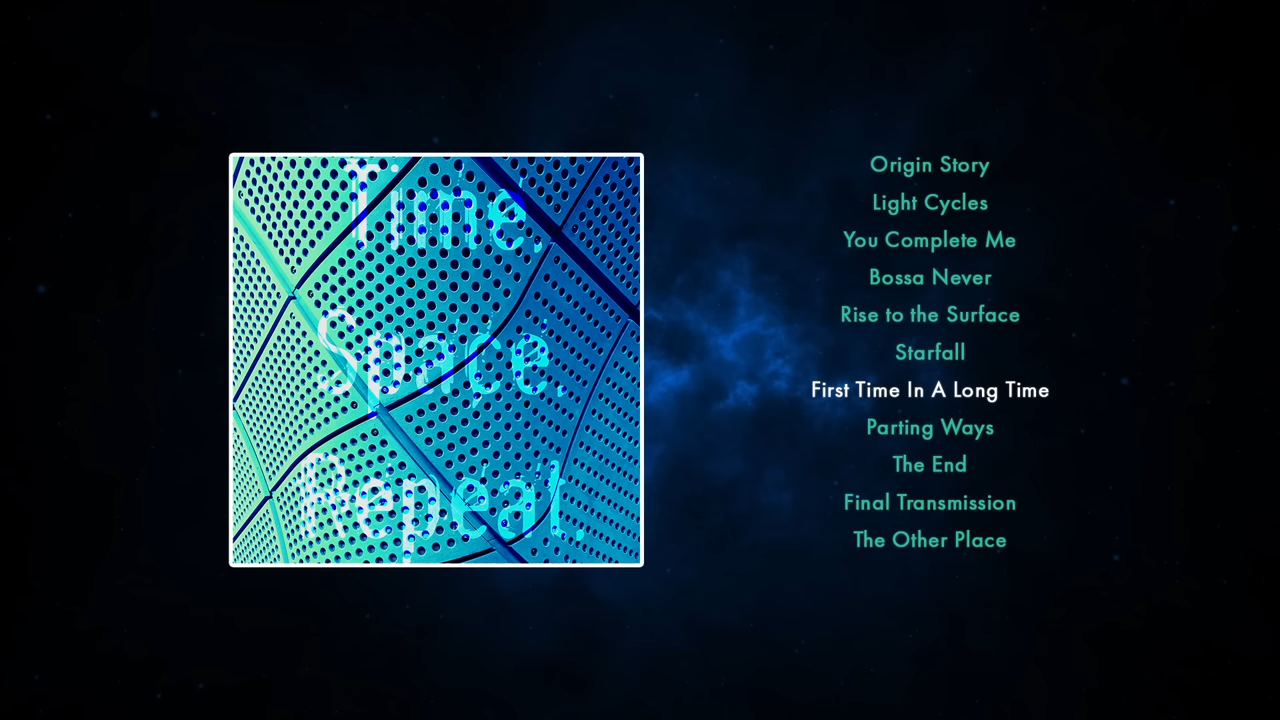 Time.
Space.
Repeat.
Origin Story
Light Cycles
You Complete Me
Bossa Never
Rise to the Surface
Starfall
First Time In A Long Time
Parting Ways
The End
Final Transmission
The Other Place